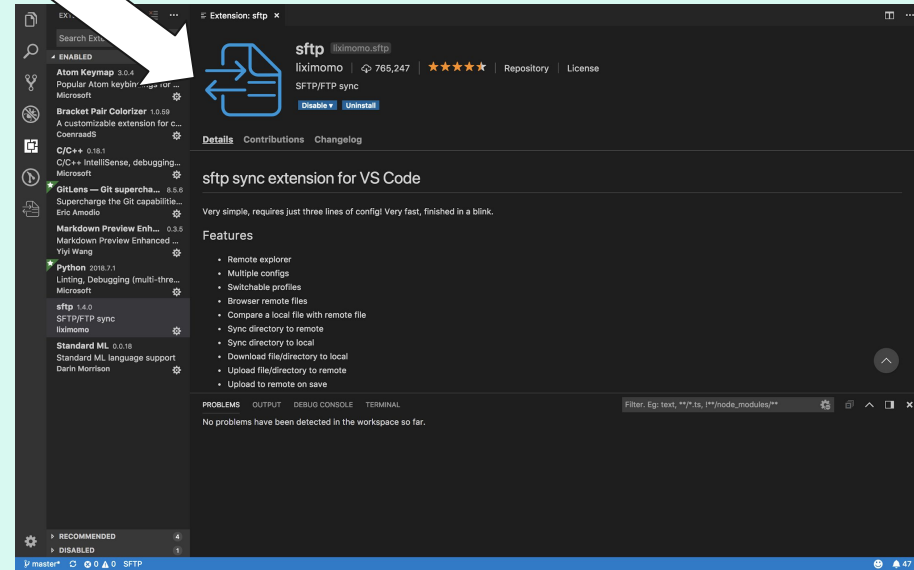 EXT
Extension: sftp
Search Exte
ENABLED
Atom Keymap 3.0.4
Popular Atom keybindings for ...
Microsoft
Bracket Pair Colorizer 1.0.59
A customizable extension for c...
CoenraadS
C/C++ 0.18.1
C/C++ IntelliSense, debugging...
Microsoft
GitLens — Git supercha... 8.5.6
Supercharge the Git capabilitie...
Eric Amodio
Markdown Preview Enh... 0.3.5
Markdown Preview Enhanced ...
Yiyi Wang
Python 2018.7.1
Linting, Debugging (multi-thre...
Microsoft
sftp 1.4.0
SFTP/FTP sync
liximomo
Standard ML 0.0.18
Standard ML language support
Darin Morrison
RECOMMENDED 4
DISABLED 1
sftp liximomo.sftp
liximomo 765,247 Repository License
SFTP/FTP sync
Disable Uninstall
Details Contributions Changelog
sftp sync extension for VS Code
Very simple, requires just three lines of config! Very fast, finished in a blink.
Features
• Remote explorer
• Multiple configs
• Switchable profiles
• Browser remote files
• Compare a local file with remote file
• Sync directory to remote
• Sync directory to local
• Download file/directory to local
• Upload file/directory to remote
• Upload to remote on save
PROBLEMS OUTPUT DEBUG CONSOLE TERMINAL
Filter. Eg: text, **/*.ts, !**/node_modules/**
No problems have been detected in the workspace so far.
master* 0 0 SFTP
47